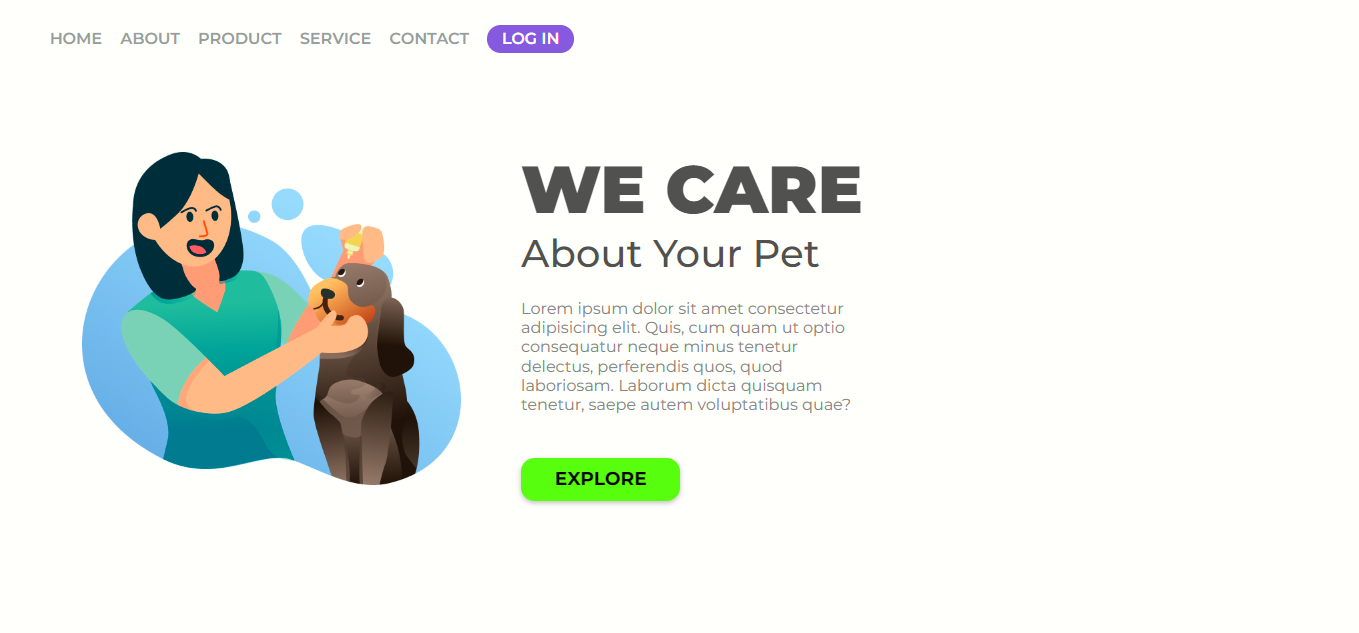 HOME ABOUT PRODUCT SERVICE CONTACT LOG IN
WE CARE
About Your Pet
Lorem ipsum dolor sit amet consectetur
adipisicing elit. Quis, cum quam ut optio
consequatur neque minus tenetur
delectus, perferendis quos, quod
laboriosam. Laborum dicta quisquam
tenetur, saepe autem voluptatibus quae?
EXPLORE